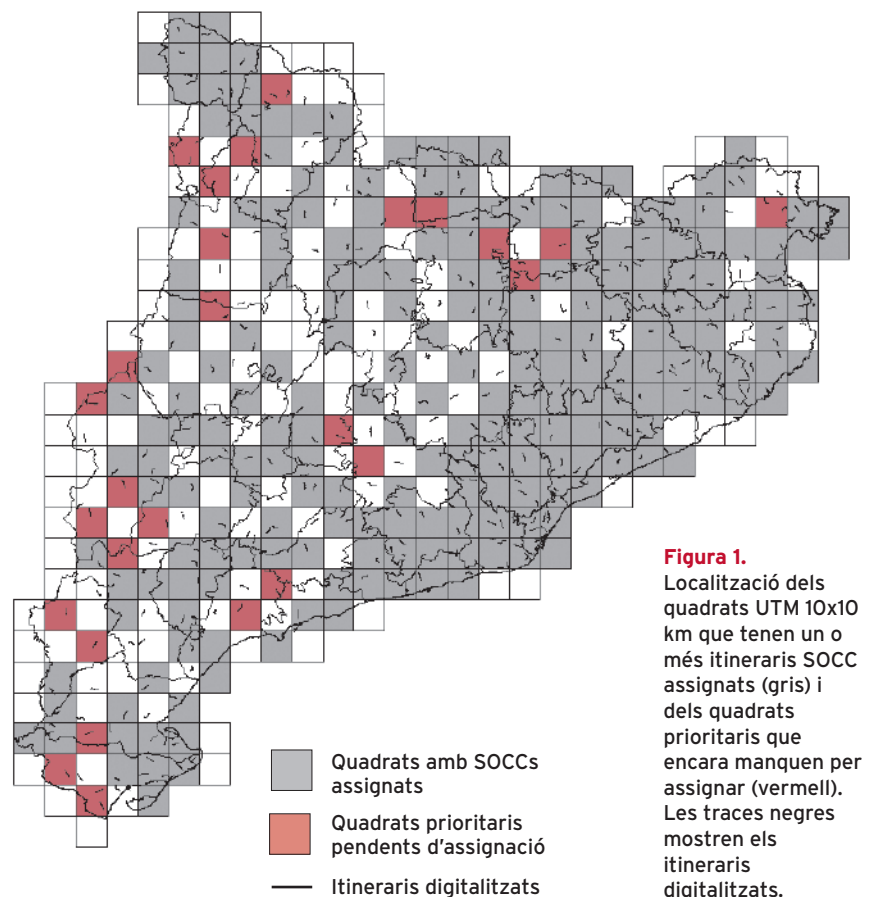 Figura 1.
Localització dels
quadrats UTM 10x10
km que tenen un o
més itineraris SOCC
assignats (gris) i
dels quadrats
prioritaris que
encara manquen per
assignar (vermell).
Les traces negres
mostren els
itineraris
digitalitzats.
Quadrats amb SOCCs
assignats
Quadrats prioritaris
pendents d'assignació
Itineraris digitalitzats